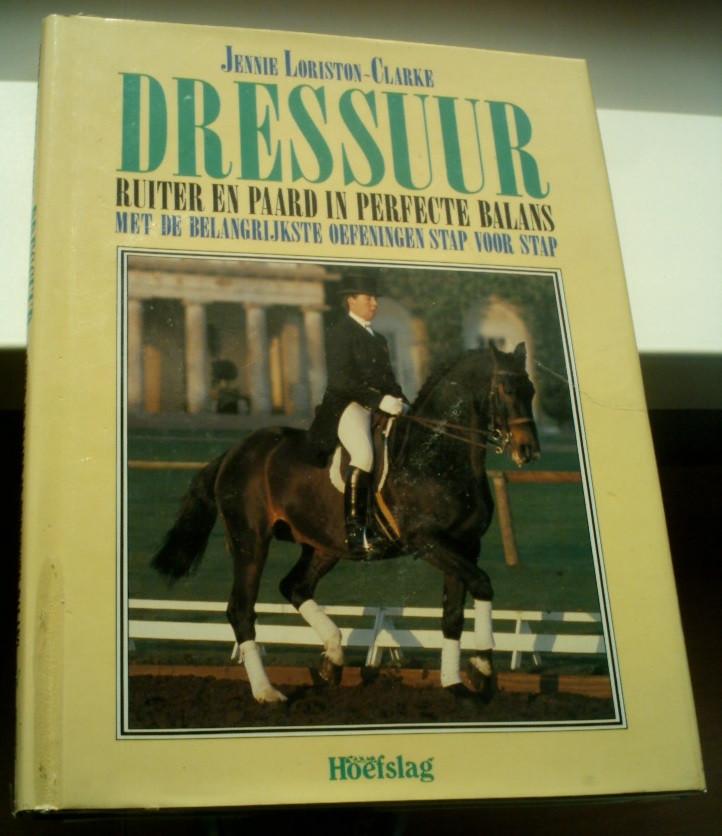 JENNIE LORISTON-CLARKE
DRESSUUR
RUITER EN PAARD IN PERFECTE BALANS
MET DE BELANGRIJKSTE OEFENINGEN STAP VOOR STAP
Hoefslag